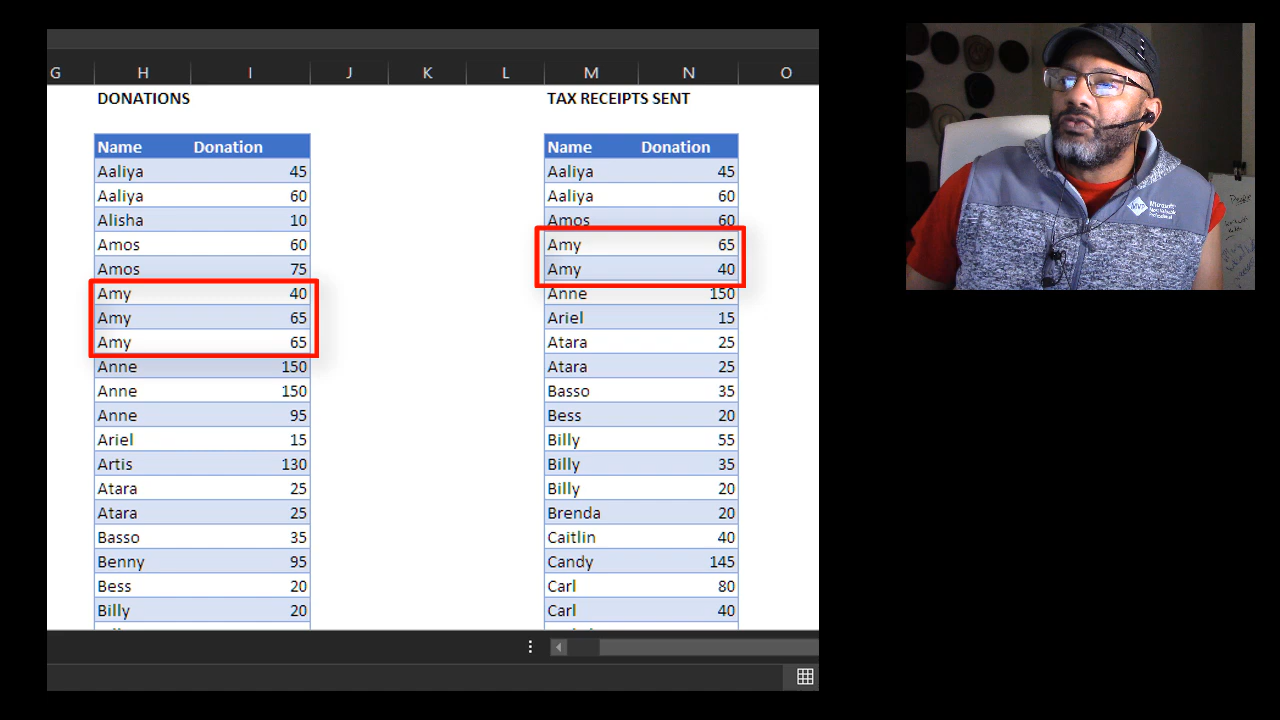 G H I J K L M N O
DONATIONS TAX RECEIPTS SENT
Name Donation Name Donation
Aaliya 45 Aaliya 45
Aaliya 60 Aaliya 60
Alisha 10 Amos 60
Amos 60 Amy 65
Amos 75 Amy 40
Amy 40 Anne 150
Amy 65 Ariel 15
Amy 65 Atara 25
Anne 150 Atara 25
Anne 150 Basso 35
Anne 95 Bess 20
Ariel 15 Billy 55
Artis 130 Billy 35
Atara 25 Billy 20
Atara 25 Brenda 20
Basso 35 Caitlin 40
Benny 95 Candy 145
Bess 20 Carl 80
Billy 20 Carl 40
Microsoft